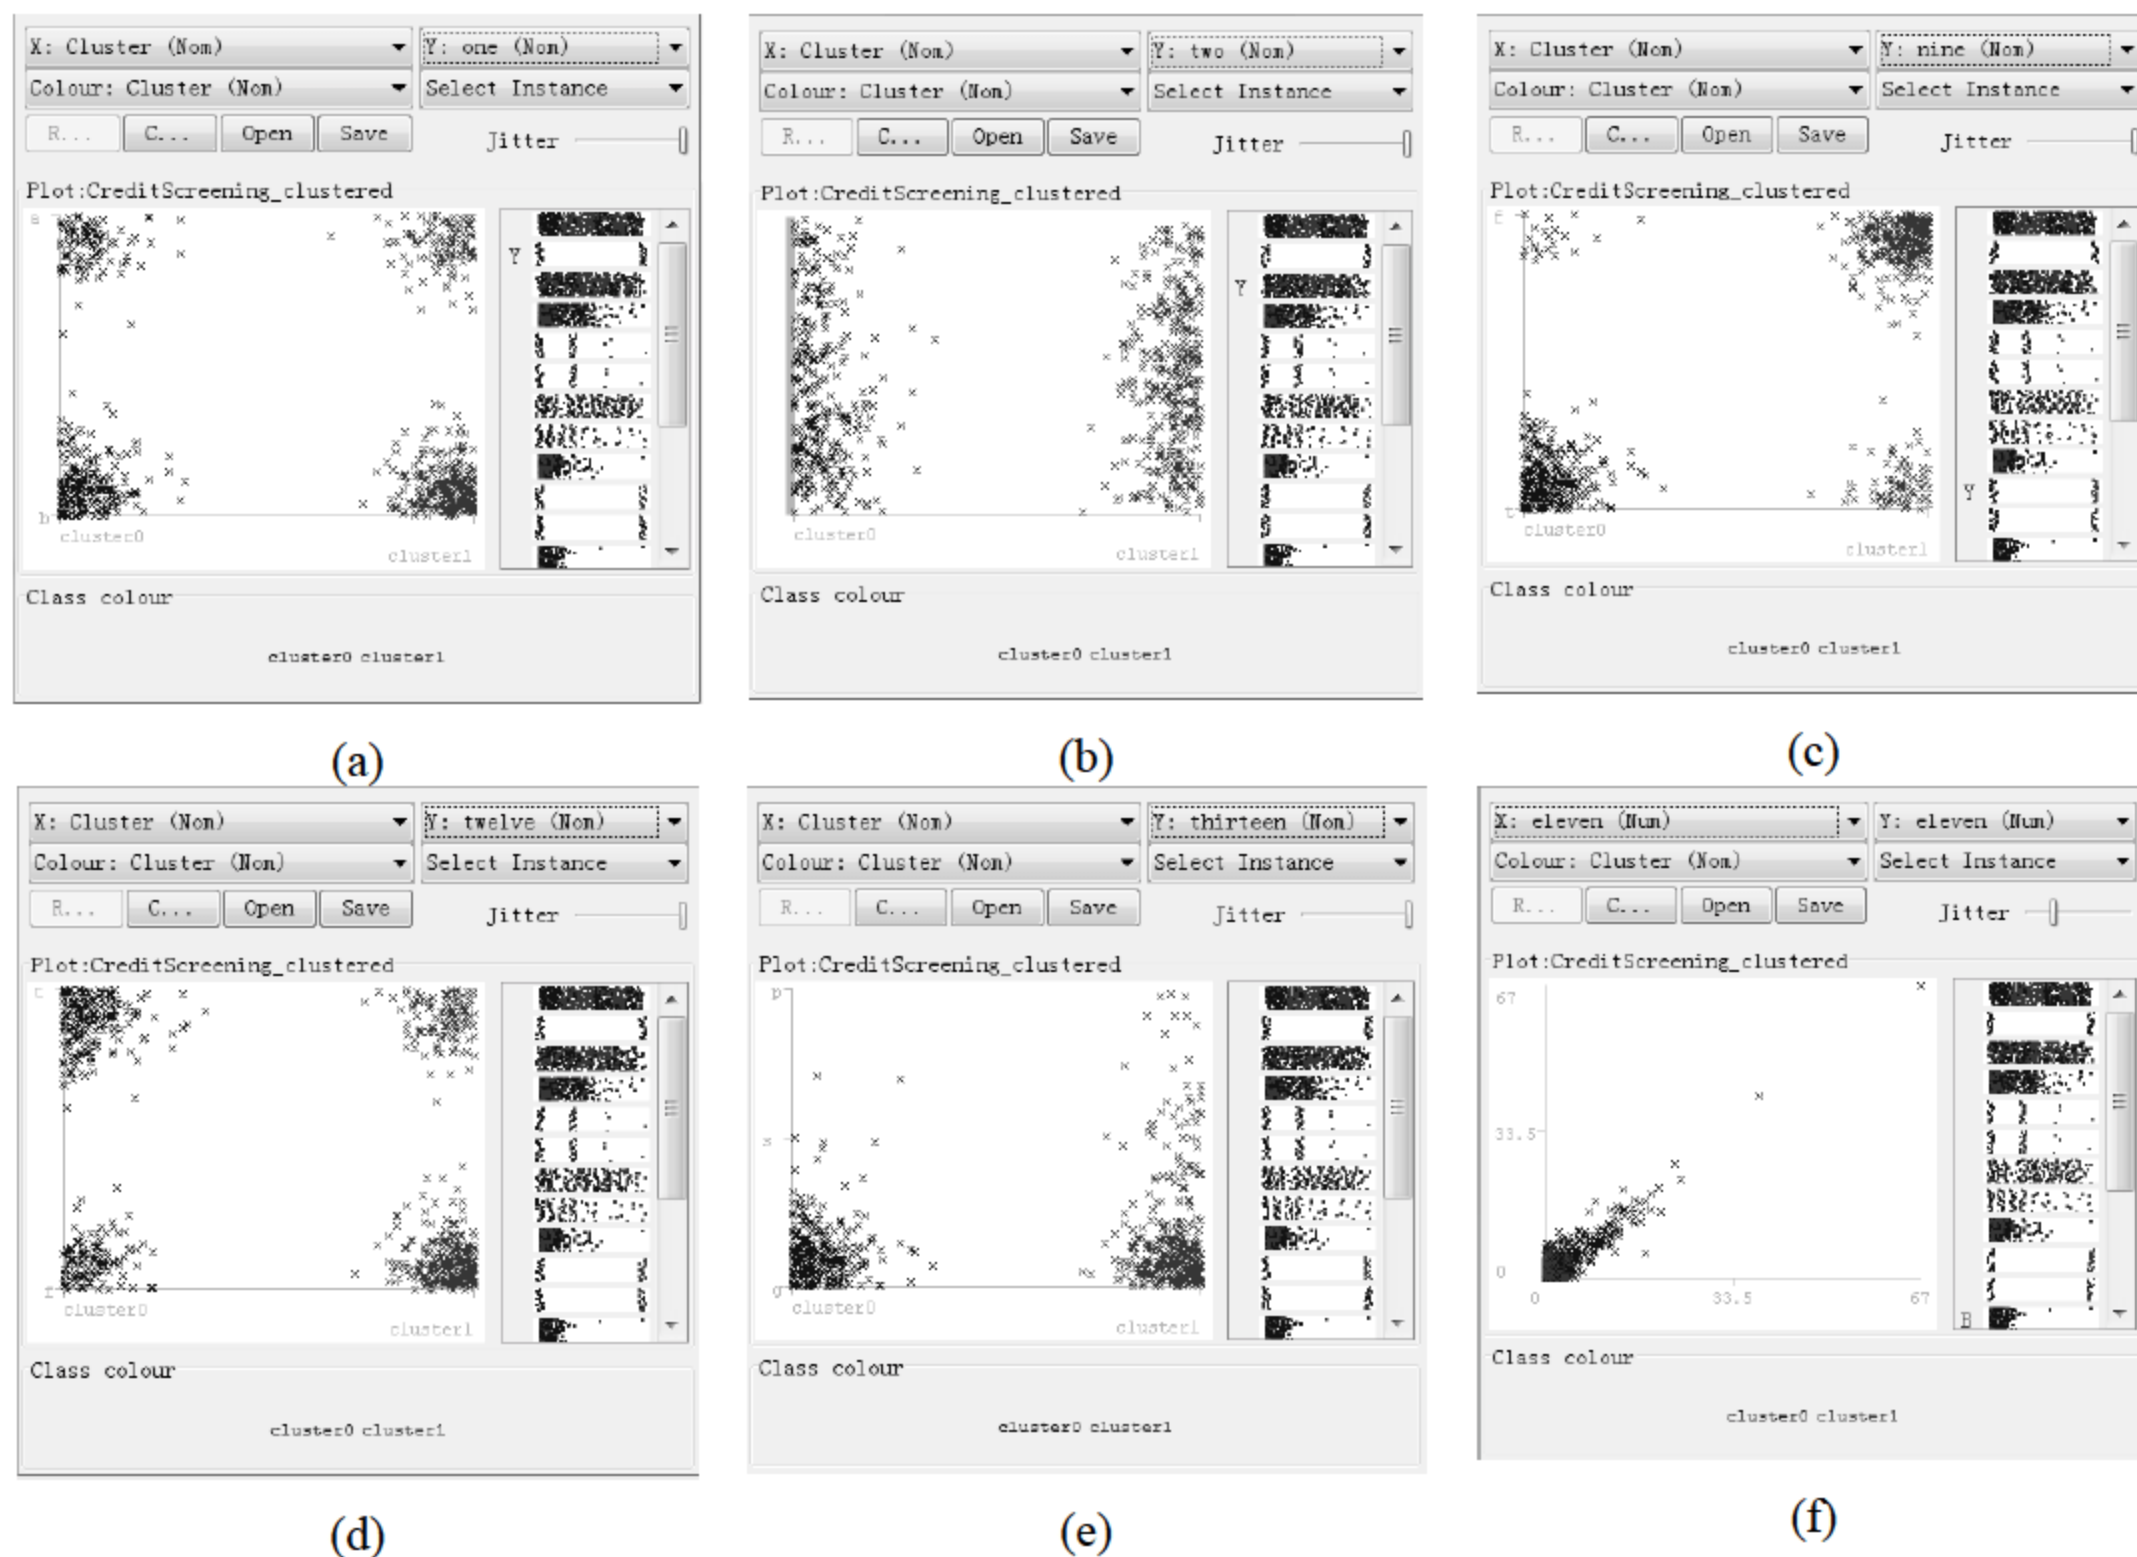 X: Cluster (Nom)
Y: one (Nom)
Colour: Cluster (Nom)
Select Instance
R...
C...
Open
Save
Jitter
Plot:CreditScreening_clustered
a
b
cluster0
cluster1
Y
Class colour
cluster0 cluster1
(a)
X: Cluster (Nom)
Y: two (Nom)
Colour: Cluster (Nom)
Select Instance
R...
C...
Open
Save
Jitter
Plot:CreditScreening_clustered
cluster0
cluster1
Y
Class colour
cluster0 cluster1
(b)
X: Cluster (Nom)
Y: nine (Nom)
Colour: Cluster (Nom)
Select Instance
R...
C...
Open
Save
Jitter
Plot:CreditScreening_clustered
f
t
cluster0
cluster1
Y
Class colour
cluster0 cluster1
(c)
X: Cluster (Nom)
Y: twelve (Nom)
Colour: Cluster (Nom)
Select Instance
R...
C...
Open
Save
Jitter
Plot:CreditScreening_clustered
t
f
cluster0
cluster1
Class colour
cluster0 cluster1
(d)
X: Cluster (Nom)
Y: thirteen (Nom)
Colour: Cluster (Nom)
Select Instance
R...
C...
Open
Save
Jitter
Plot:CreditScreening_clustered
p
s
g
cluster0
cluster1
Class colour
cluster0 cluster1
(e)
X: eleven (Num)
Y: eleven (Num)
Colour: Cluster (Nom)
Select Instance
R...
C...
Open
Save
Jitter
Plot:CreditScreening_clustered
67
33.5
0
0
33.5
67
B
Class colour
cluster0 cluster1
(f)